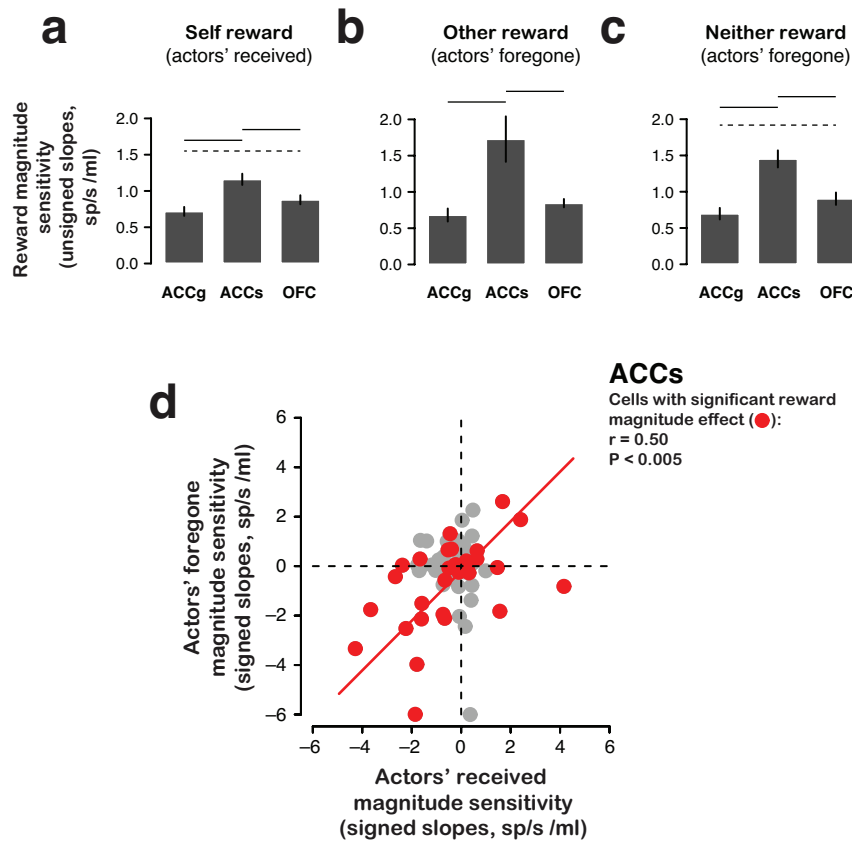 a
Self reward
(actors' received)
b
Other reward
(actors' foregone)
c
Neither reward
(actors' foregone)
Reward magnitude
sensitivity
(unsigned slopes,
sp/s /ml)
2.0
1.5
1.0
0.5
0.0
ACCg ACCs OFC
2.0
1.5
1.0
0.5
0.0
ACCg ACCs OFC
2.0
1.5
1.0
0.5
0.0
ACCg ACCs OFC
d
ACCs
Cells with significant reward
magnitude effect ( ):
r = 0.50
P < 0.005
Actors' foregone
magnitude sensitivity
(signed slopes, sp/s /ml)
6
4
2
0
−2
−4
−6
−6 −4 −2 0 2 4 6
Actors' received
magnitude sensitivity
(signed slopes, sp/s /ml)